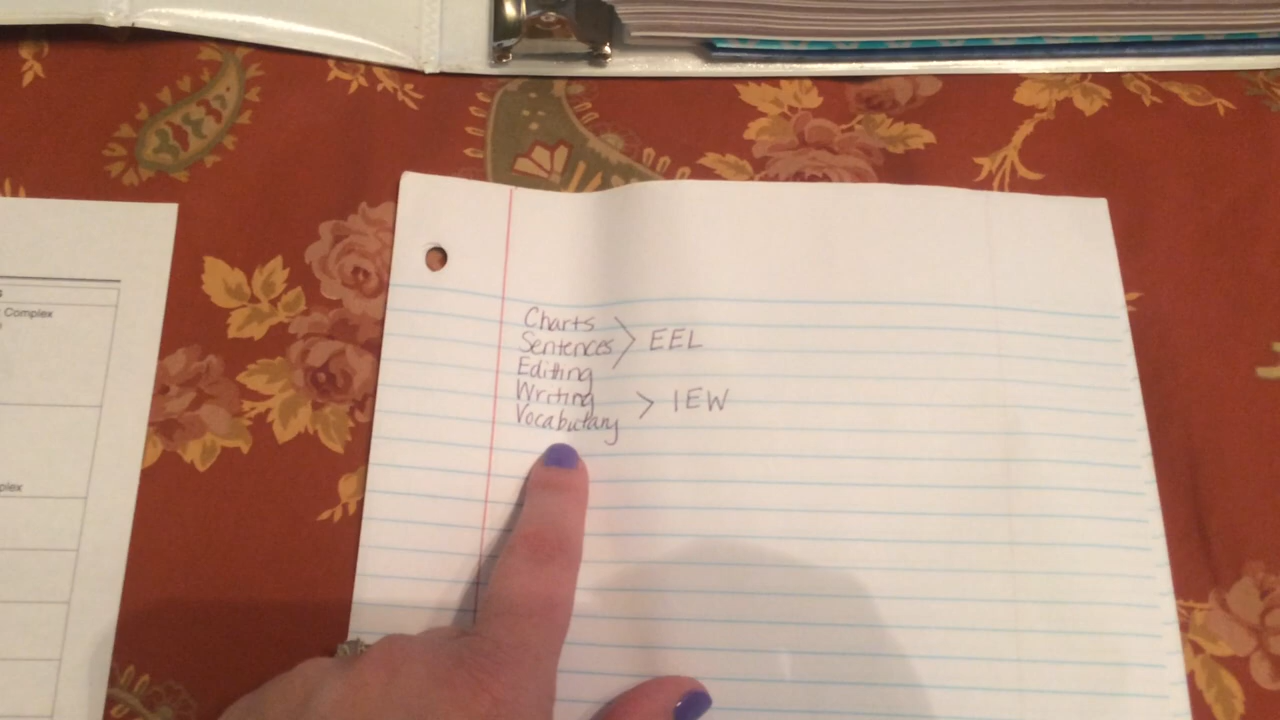 Complex
plex
Charts
Sentences > EEL
Editing
Writing
Vocabulary > IEW